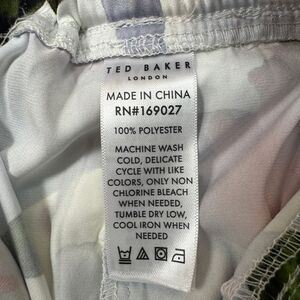 TED BAKER
LONDON
MADE IN CHINA
RN#169027
100% POLYESTER
MACHINE WASH
COLD, DELICATE
CYCLE WITH LIKE
COLORS, ONLY NON
CHLORINE BLEACH
WHEN NEEDED,
TUMBLE DRY LOW,
COOL IRON WHEN
NEEDED